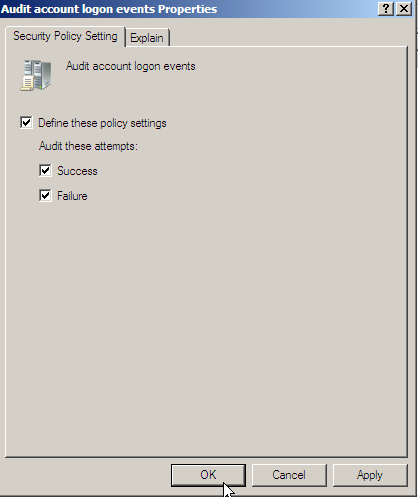 Audit account logon events Properties
Security Policy Setting Explain
Audit account logon events
Define these policy settings
Audit these attempts:
Success
Failure
OK Cancel Apply